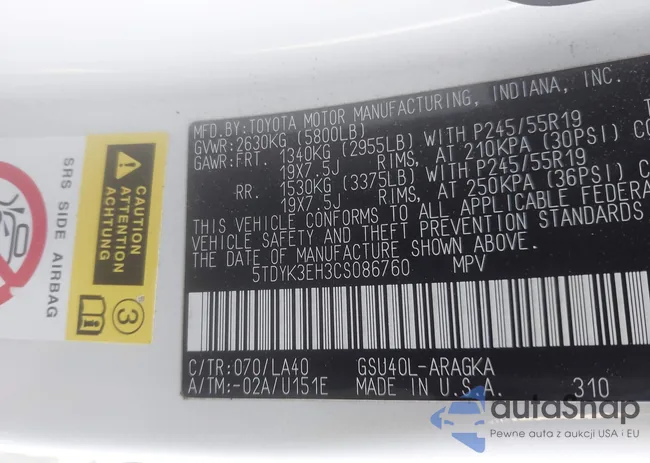 MFD.BY:TOYOTA MOTOR MANUFACTURING, INDIANA, INC.
GVWR:2630KG (5800LB)
GAWR:FRT. 1340KG (2955LB) WITH P245/55R19
19X7.5J RIMS, AT 210KPA (30PSI) CO
RR. 1530KG (3375LB) WITH P245/55R19
19X7.5J RIMS, AT 250KPA (36PSI) CO
THIS VEHICLE CONFORMS TO ALL APPLICABLE FEDERA
VEHICLE SAFETY AND THEFT PREVENTION STANDARDS
THE DATE OF MANUFACTURE SHOWN ABOVE.
5TDYK3EH3CS086760 MPV
C/TR:070/LA40 GSU40L-ARAGKA
A/TM:-02A/U151E MADE IN U.S.A. 310
SRS SIDE AIRBAG
ATTENTION
ACHTUNG
3
autoSnap
Pewne auta z aukcji USA i EU